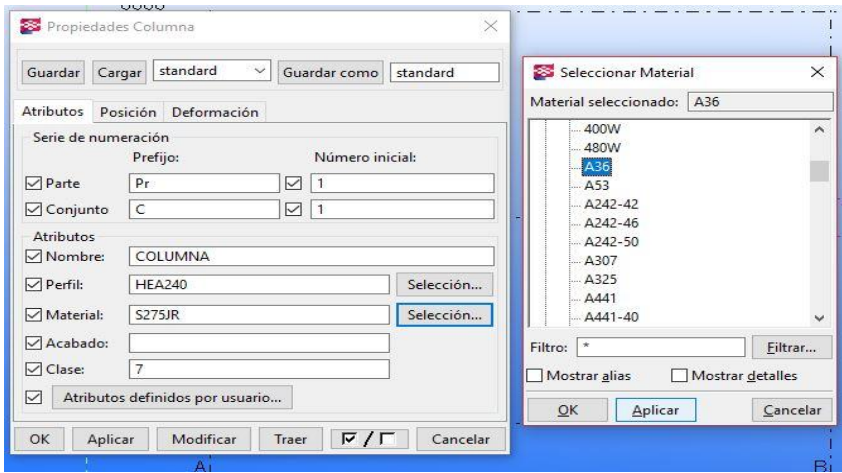 Propiedades Columna
Guardar Cargar standard Guardar como standard
Atributos Posición Deformación
Serie de numeración
Prefijo: Número inicial:
Parte Pr 1
Conjunto C 1
Atributos
Nombre: COLUMNA
Perfil: HEA240 Selección...
Material: S275JR Selección...
Acabado:
Clase: 7
Atributos definidos por usuario...
OK Aplicar Modificar Traer / Cancelar
A
Seleccionar Material
Material seleccionado: A36
400W
480W
A36
A53
A242-42
A242-46
A242-50
A307
A325
A441
A441-40
Filtro: * Filtrar...
Mostrar alias Mostrar detalles
OK Aplicar Cancelar
B